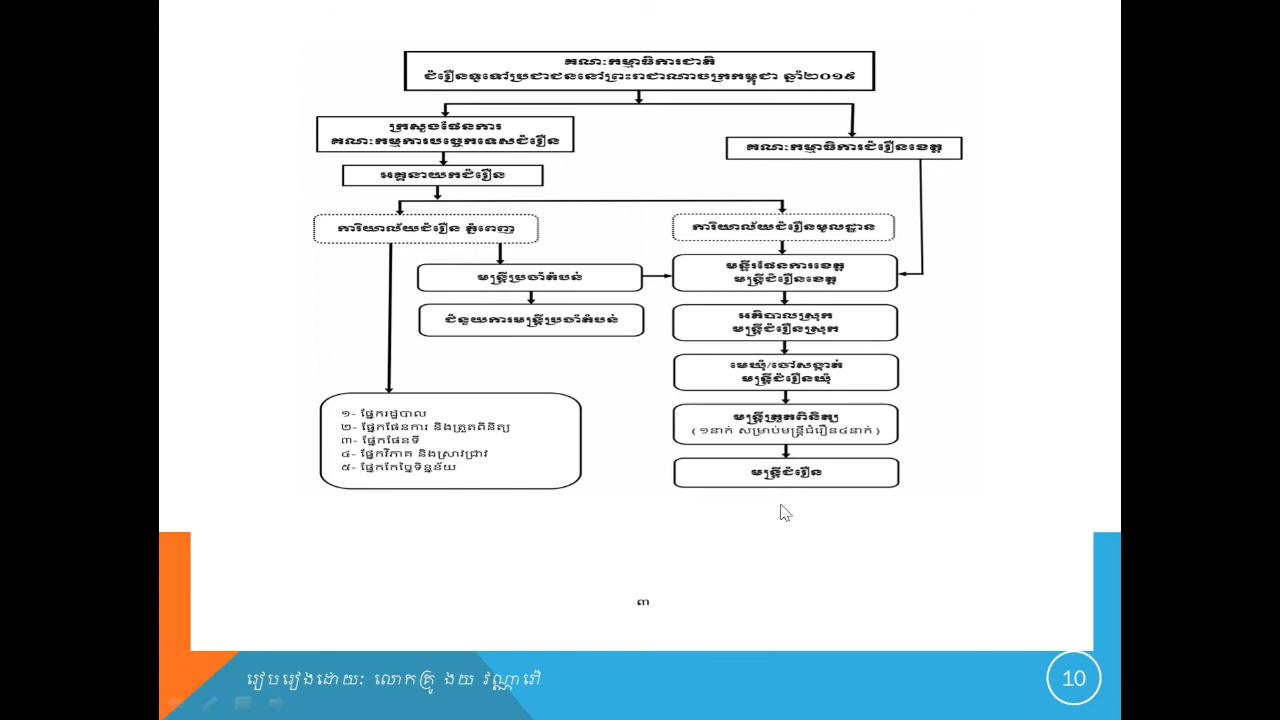 គណៈកម្មាធិការជាតិ
ជំរឿនទូទៅប្រជាជននៅព្រះរាជាណាចក្រកម្ពុជា ឆ្នាំ២០១៩
ក្រសួងផែនការ
គណៈកម្មការបច្ចេកទេសជំរឿន
គណៈកម្មាធិការជំរឿនខេត្ត
អគ្គនាយកជំរឿន
ការិយាល័យជំរឿន ភ្នំពេញ
ការិយាល័យជំរឿនមូលដ្ឋាន
មន្ត្រីប្រចាំតំបន់
មន្ទីរផែនការខេត្ត
មន្ត្រីជំរឿនខេត្ត
ជំនួយការមន្ត្រីប្រចាំតំបន់
អភិបាលស្រុក
មន្ត្រីជំរឿនស្រុក
មេឃុំ/ចៅសង្កាត់
មន្ត្រីជំរឿនឃុំ
មន្ត្រីត្រួតពិនិត្យ
(១នាក់ សម្រាប់មន្ត្រីជំរឿន៤នាក់)
មន្ត្រីជំរឿន
១- ផ្នែករដ្ឋបាល
២- ផ្នែកផែនការ និងត្រួតពិនិត្យ
៣- ផ្នែកផែនទី
៤- ផ្នែកវិភាគ និងស្រាវជ្រាវ
៥- ផ្នែកកែច្នៃទិន្នន័យ
៣
រៀបរៀងដោយ: លោកគ្រូ ងយ វណ្ណារ៉ៅ
10